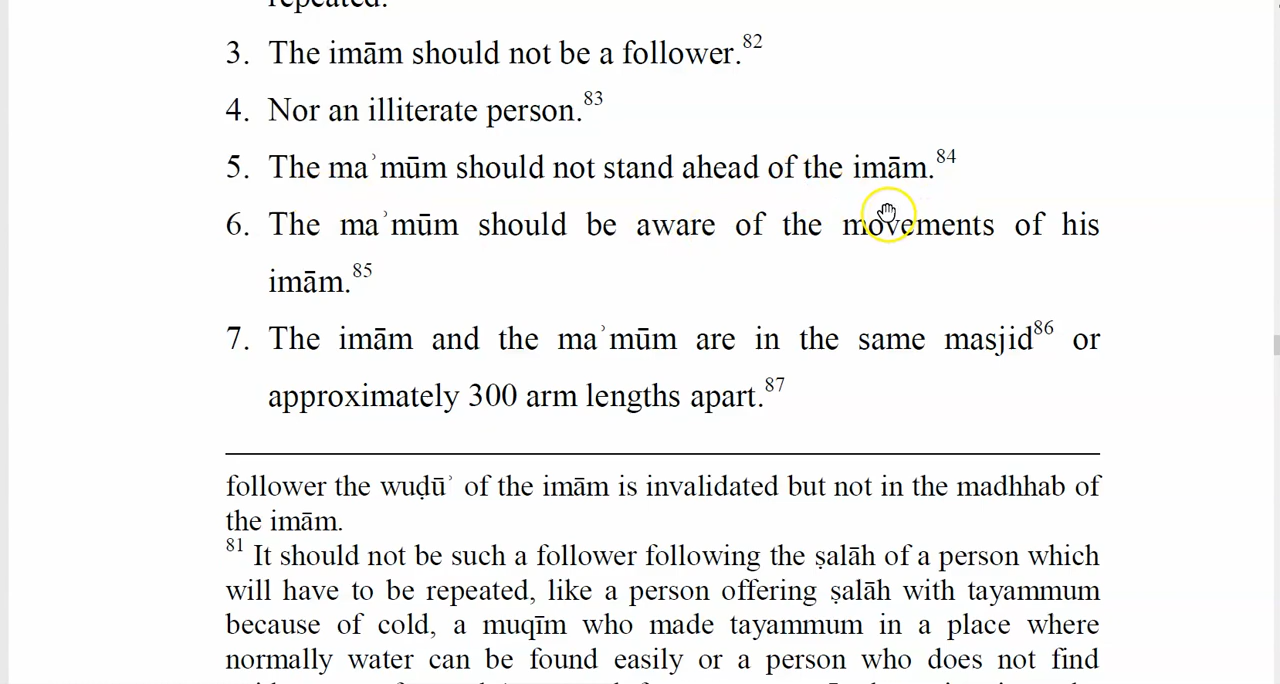 repeated.
3. The imām should not be a follower.82
4. Nor an illiterate person.83
5. The maʾmūm should not stand ahead of the imām.84
6. The maʾmūm should be aware of the movements of his
imām.85
7. The imām and the maʾmūm are in the same masjid86 or
approximately 300 arm lengths apart.87
follower the wuḍūʾ of the imām is invalidated but not in the madhhab of
the imām.
81 It should not be such a follower following the ṣalāh of a person which
will have to be repeated, like a person offering ṣalāh with tayammum
because of cold, a muqīm who made tayammum in a place where
normally water can be found easily or a person who does not find